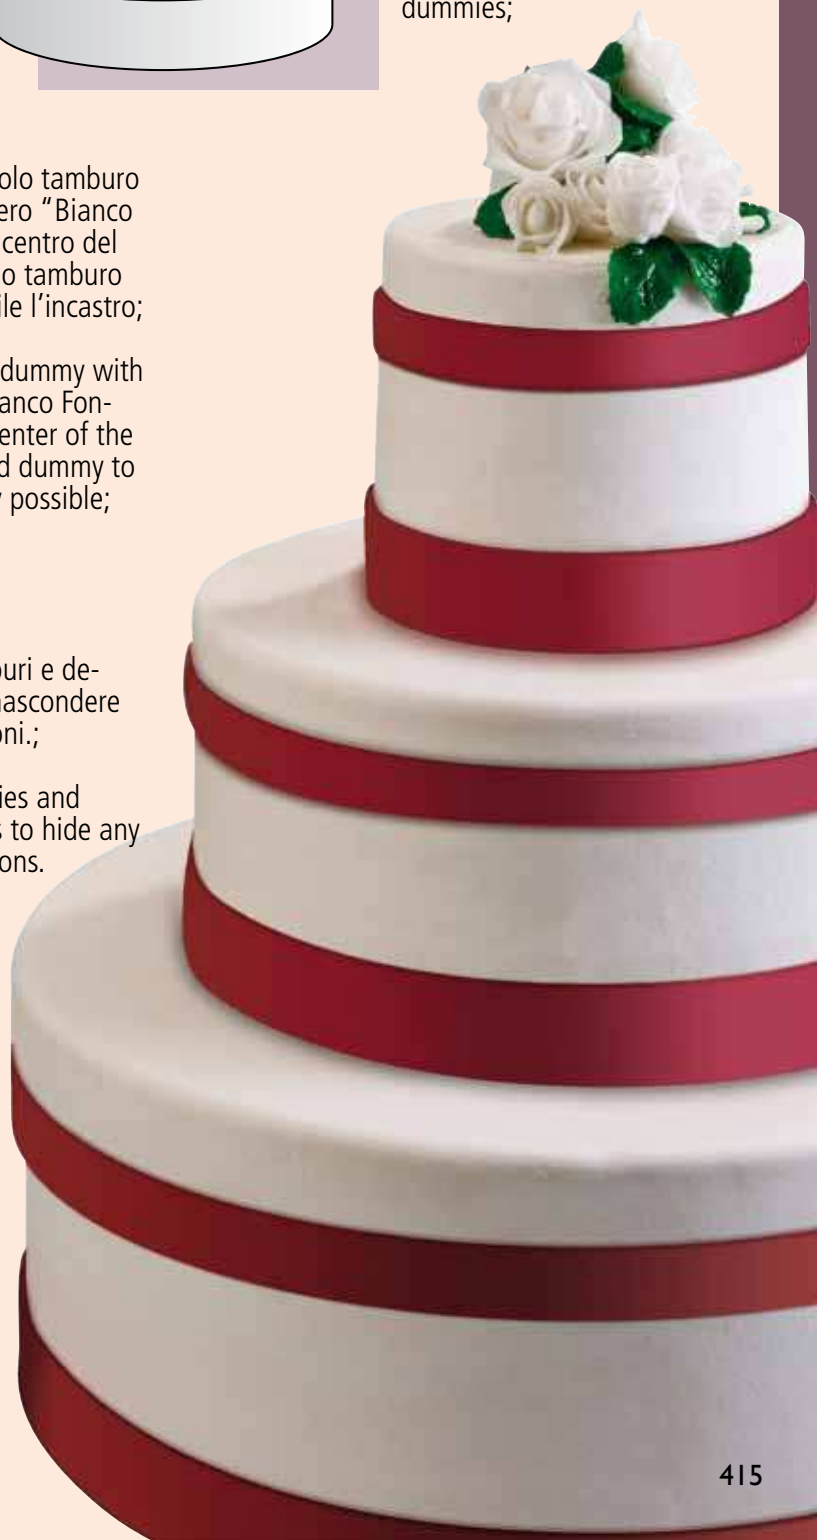 dummies;
olo tamburo
ero “Bianco
centro del
o tamburo
ile l’incastro;
dummy with
anco Fon-
enter of the
d dummy to
possible;
ouri e de-
nascondere
oni.;
ies and
s to hide any
ons.
415